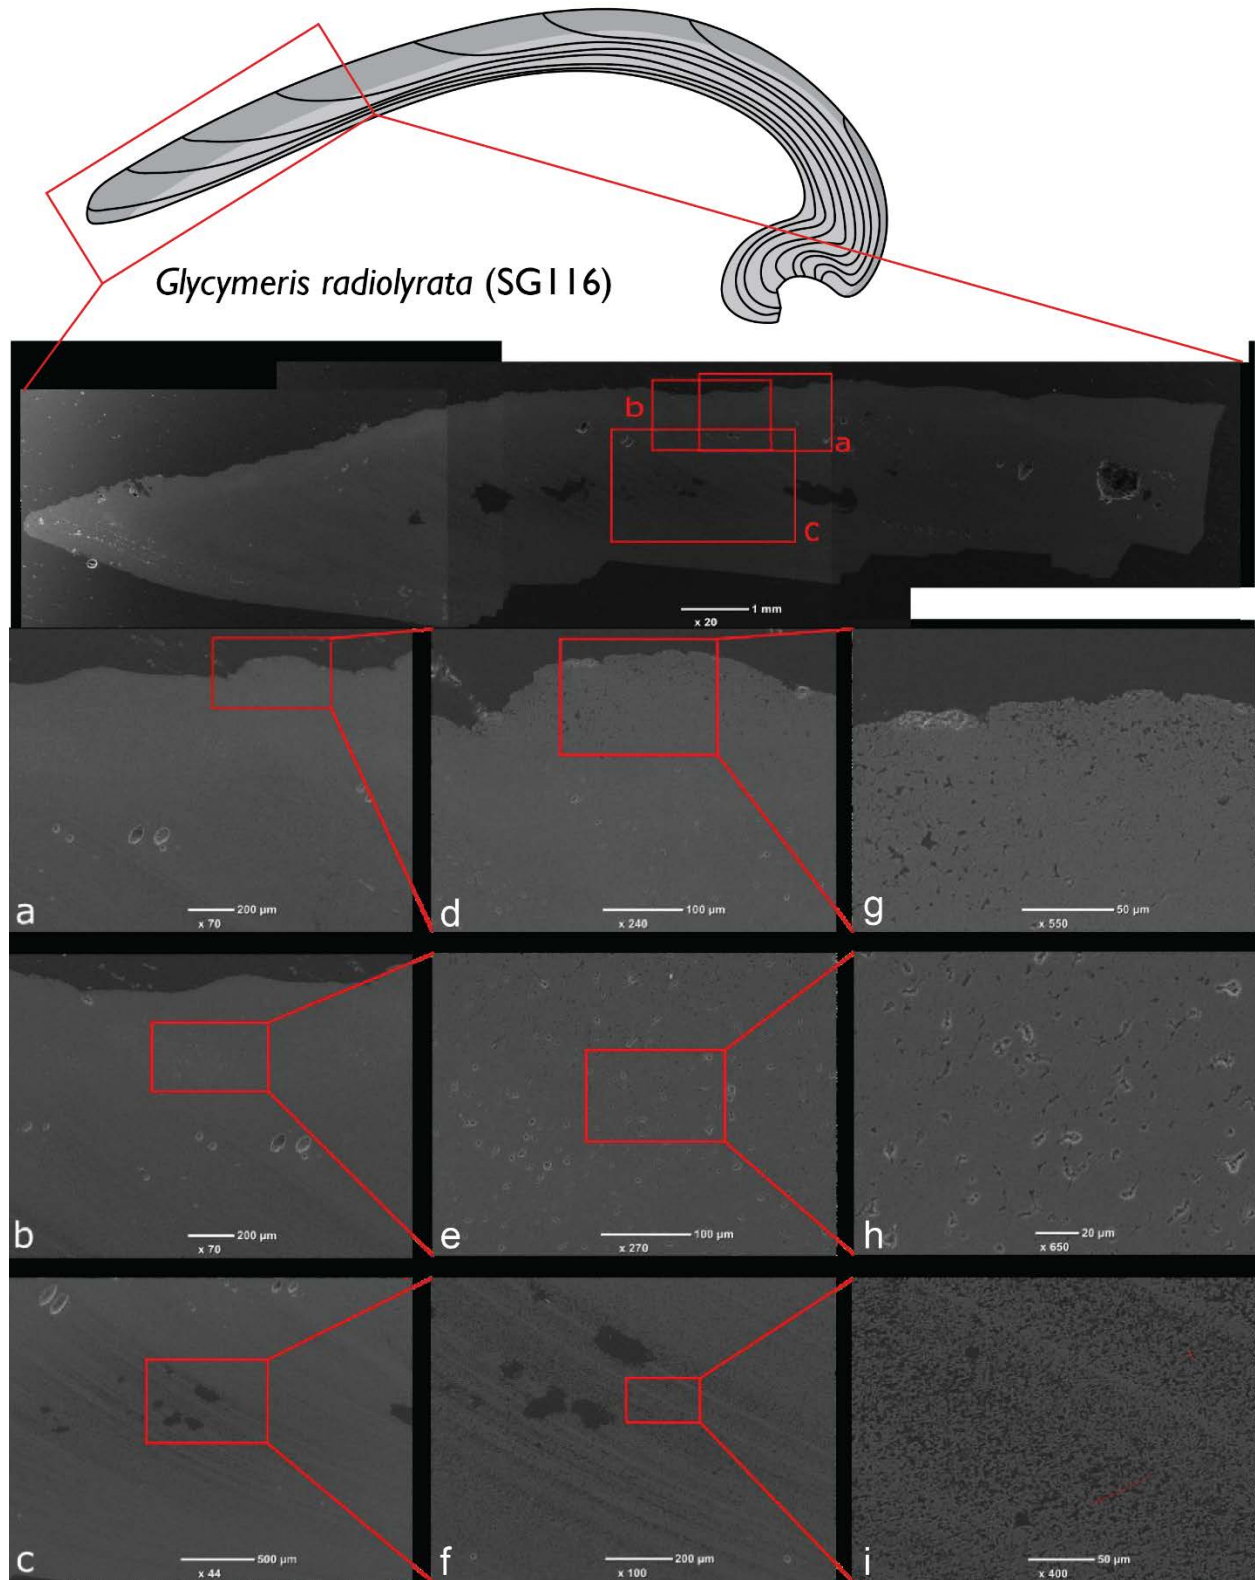 Glycymeris radiolyrata (SG116)
b
a
c
1 mm
x 20
a
200 µm
x 70
d
100 µm
x 240
g
50 µm
x 550
b
200 µm
x 70
e
100 µm
x 270
h
20 µm
x 650
c
500 µm
x 44
f
200 µm
x 100
i
50 µm
x 400